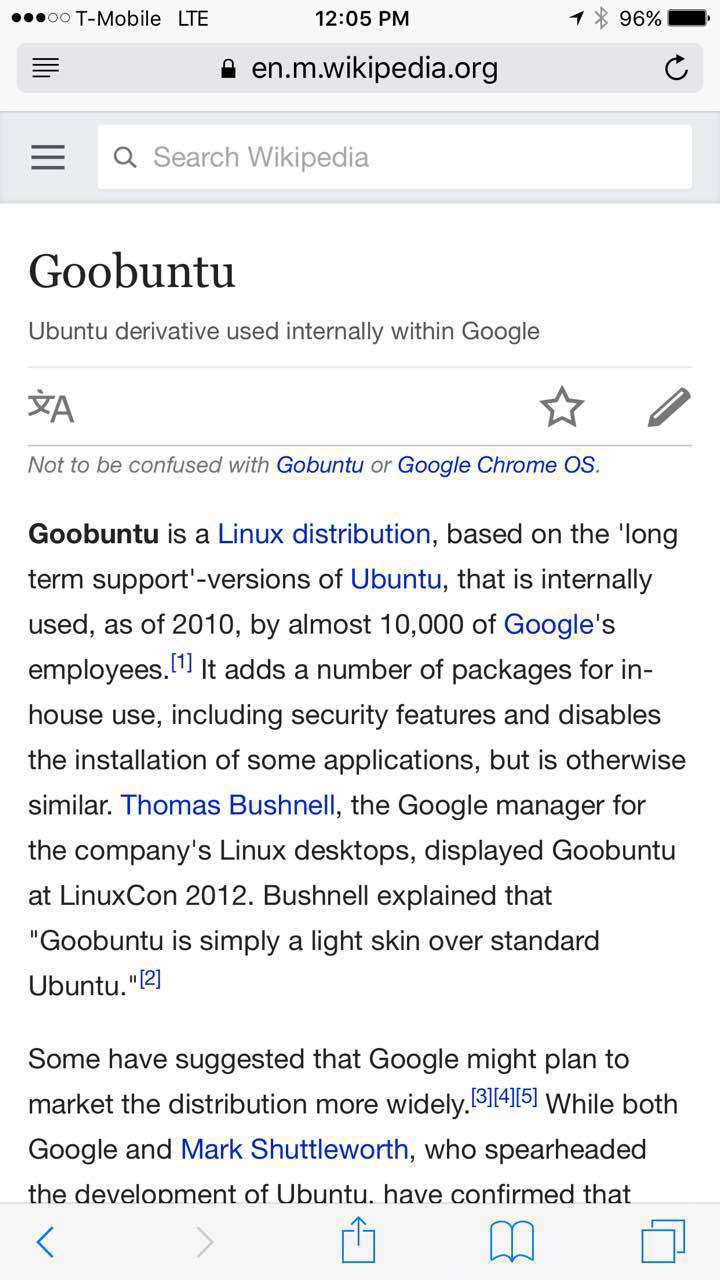 T-Mobile LTE 12:05 PM 96%
en.m.wikipedia.org
Search Wikipedia
Goobuntu
Ubuntu derivative used internally within Google
文A
Not to be confused with Gobuntu or Google Chrome OS.
Goobuntu is a Linux distribution, based on the 'long
term support'-versions of Ubuntu, that is internally
used, as of 2010, by almost 10,000 of Google's
employees.[1] It adds a number of packages for in-
house use, including security features and disables
the installation of some applications, but is otherwise
similar. Thomas Bushnell, the Google manager for
the company's Linux desktops, displayed Goobuntu
at LinuxCon 2012. Bushnell explained that
"Goobuntu is simply a light skin over standard
Ubuntu."[2]
Some have suggested that Google might plan to
market the distribution more widely.[3][4][5] While both
Google and Mark Shuttleworth, who spearheaded
the development of Ubuntu, have confirmed that